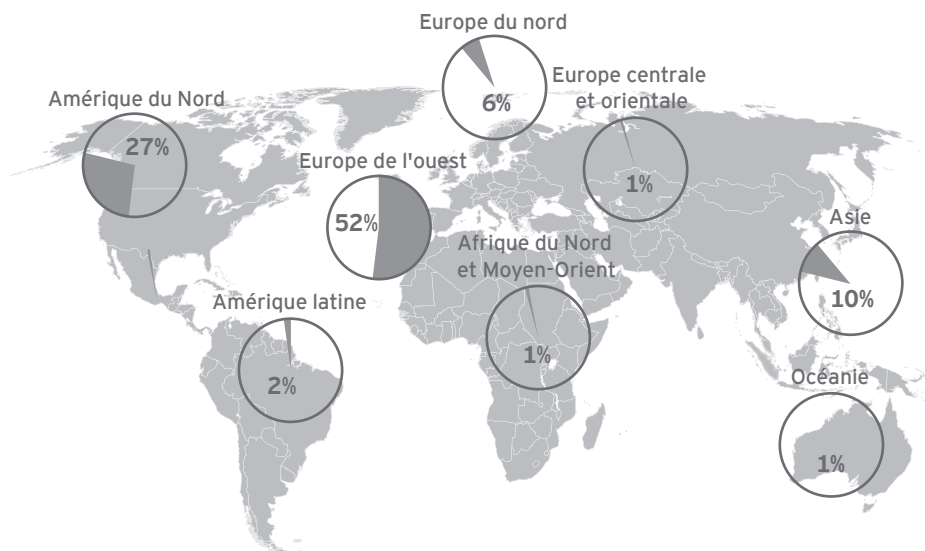 Europe du nord
6%
Europe centrale
et orientale
1%
Amérique du Nord
27%
Europe de l'ouest
52%
Afrique du Nord
et Moyen-Orient
1%
Asie
10%
Amérique latine
2%
Océanie
1%